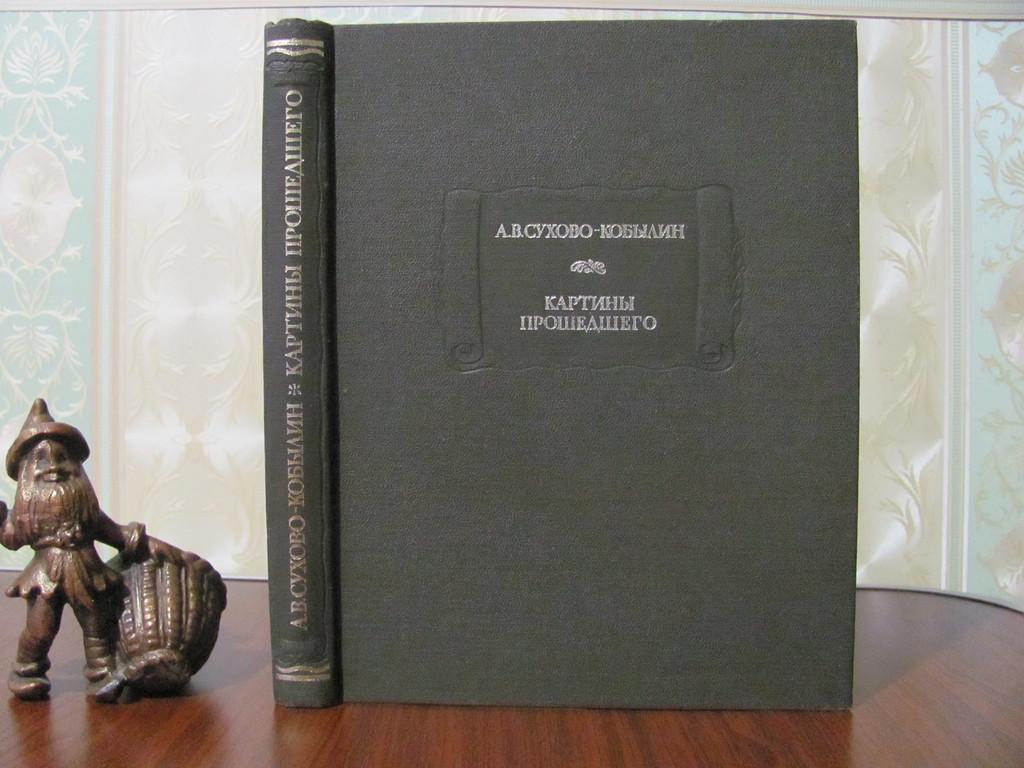 А.В.СУХОВО-КОБЫЛИН * КАРТИНЫ ПРОШЕДШЕГО
А.В.СУХОВО-КОБЫЛИН
КАРТИНЫ
ПРОШЕДШЕГО